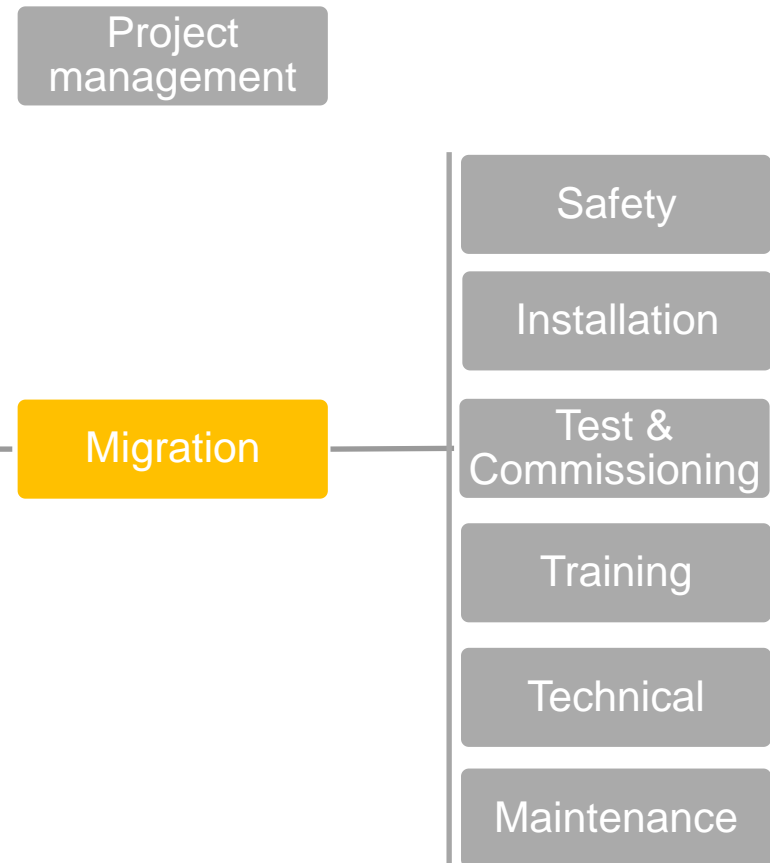 Project
management
Safety
Installation
Migration
Test &
Commissioning
Training
Technical
Maintenance